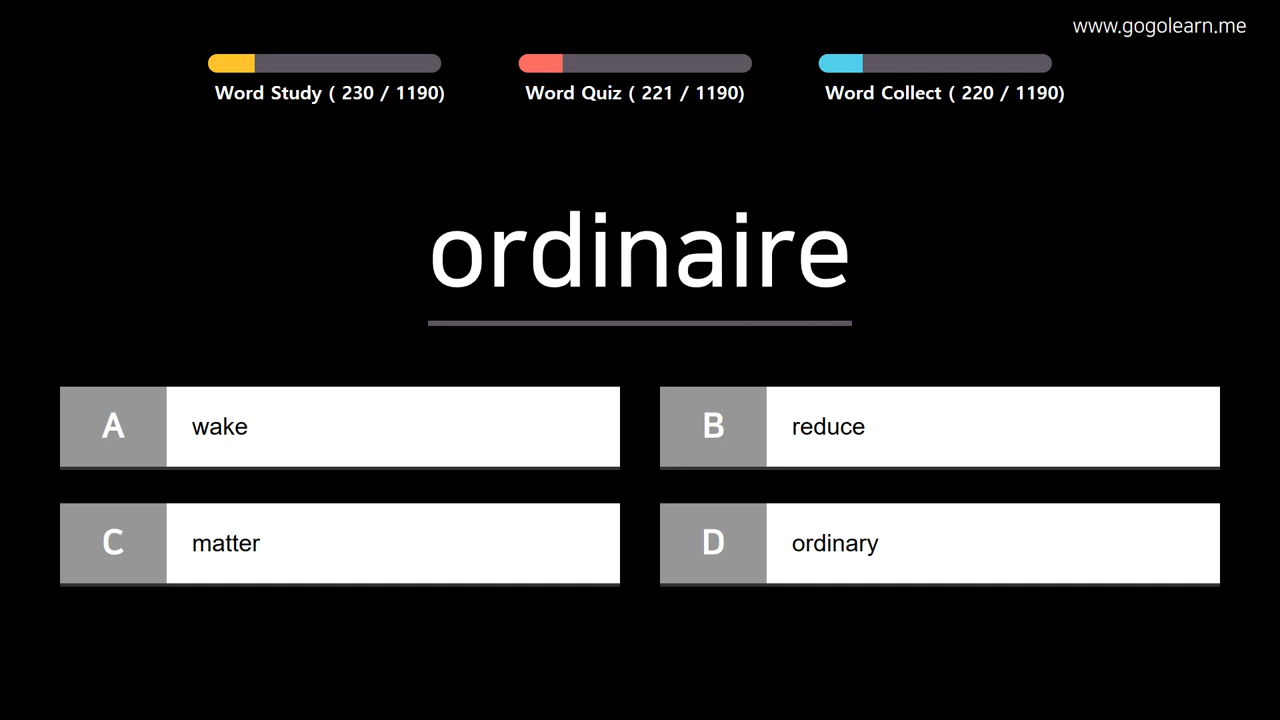 www.gogolearn.me
Word Study ( 230 / 1190)
Word Quiz ( 221 / 1190)
Word Collect ( 220 / 1190)
ordinaire
A wake
B reduce
C matter
D ordinary